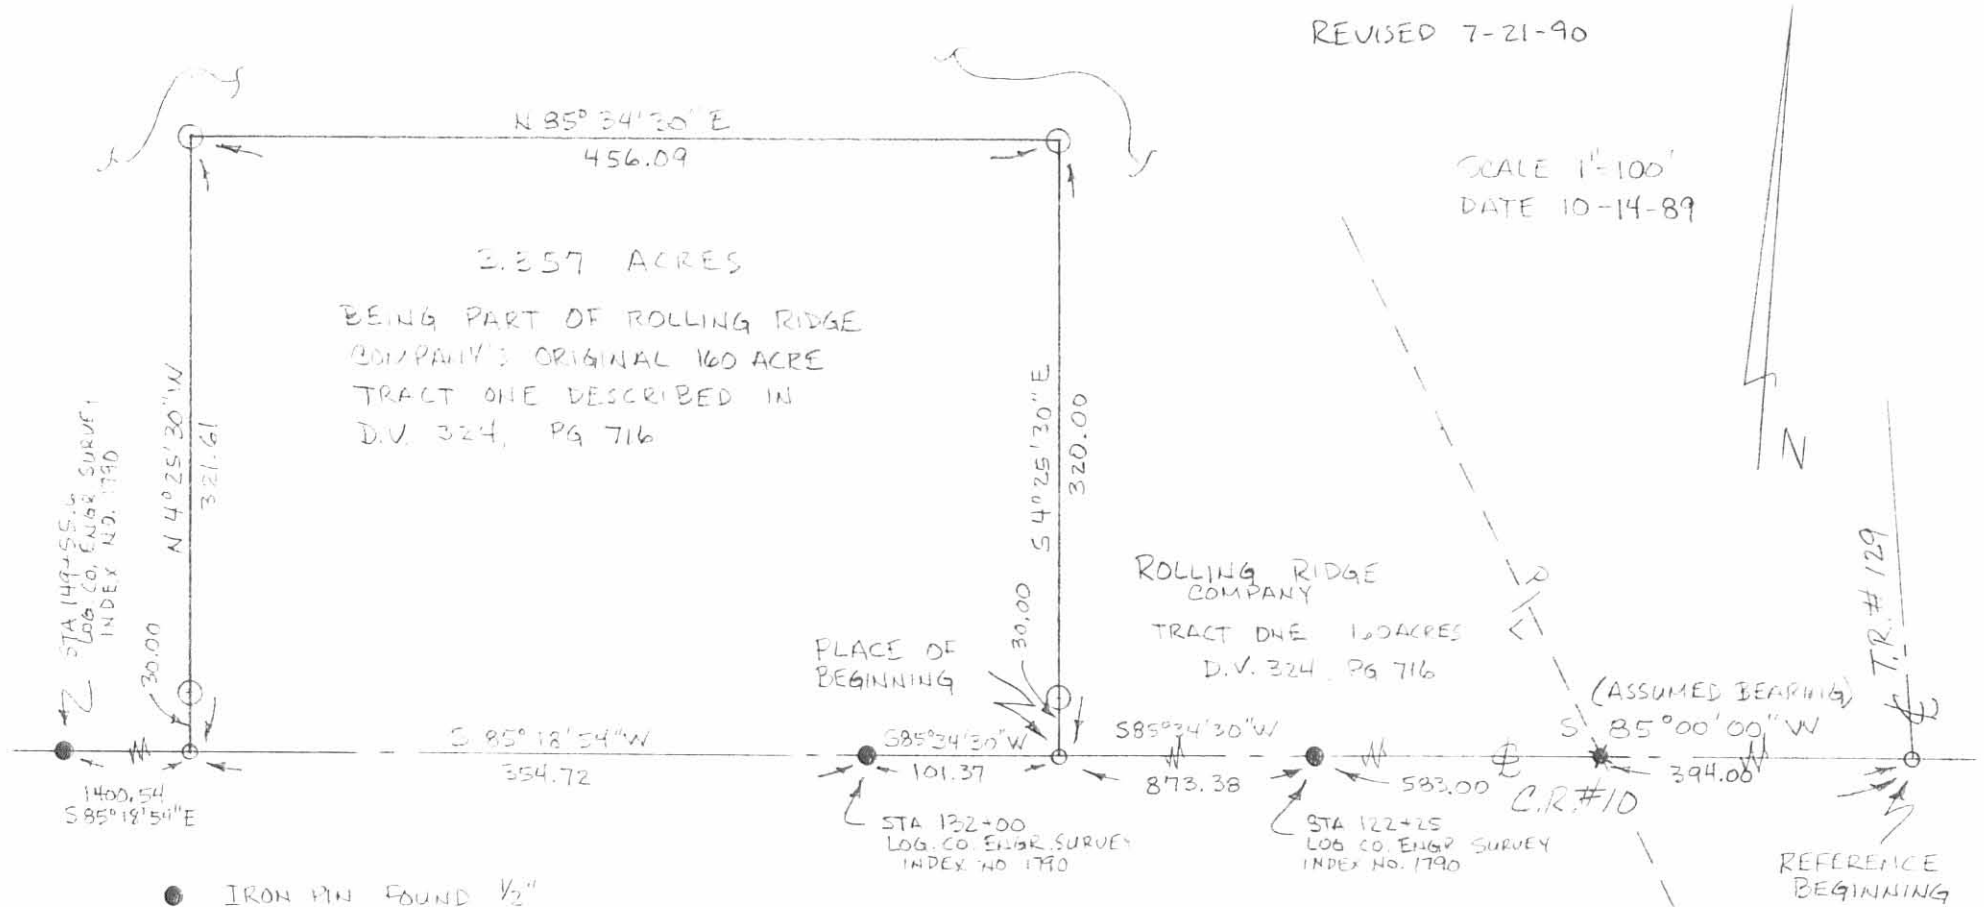 REVISED 7-21-90
N 85° 34' 30" E
456.09
SCALE 1"-100'
DATE 10-14-89
3.357 ACRES
BEING PART OF ROLLING RIDGE
COMPANY'S ORIGINAL 160 ACRE
TRACT ONE DESCRIBED IN
D.V. 324, PG 716
N 4° 25' 30" W
321.61
S 4° 25' 30" E
320.00
N
STA 149+55.6
LOG. CO. ENGR SURVEY
INDEX NO. 1790
30.00
30.00
ROLLING RIDGE
COMPANY
TRACT ONE 160 ACRES
D.V. 324, PG 716
T.R. # 129
PLACE OF
BEGINNING
(ASSUMED BEARING)
S 85° 00' 00" W
S 85° 18' 54" W
354.72
S85°34'30"W
101.37
S85°34'30"W
873.38
583.00
C.R. #10
394.00
1400.54
S85°18'54"E
STA 132+00
LOG. CO. ENGR. SURVEY
INDEX NO 1790
STA 122+25
LOG CO. ENGR SURVEY
INDEX NO. 1790
REFERENCE
BEGINNING
IRON PIN FOUND 1/2"